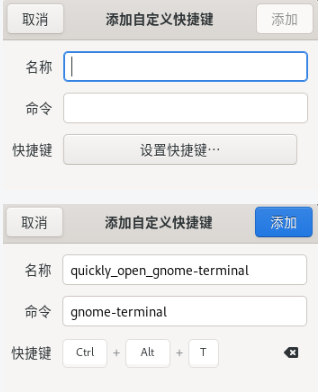 取消 添加自定义快捷键 添加
名称
命令
快捷键 设置快捷键…
取消 添加自定义快捷键 添加
名称 quickly_open_gnome-terminal
命令 gnome-terminal
快捷键 Ctrl + Alt + T